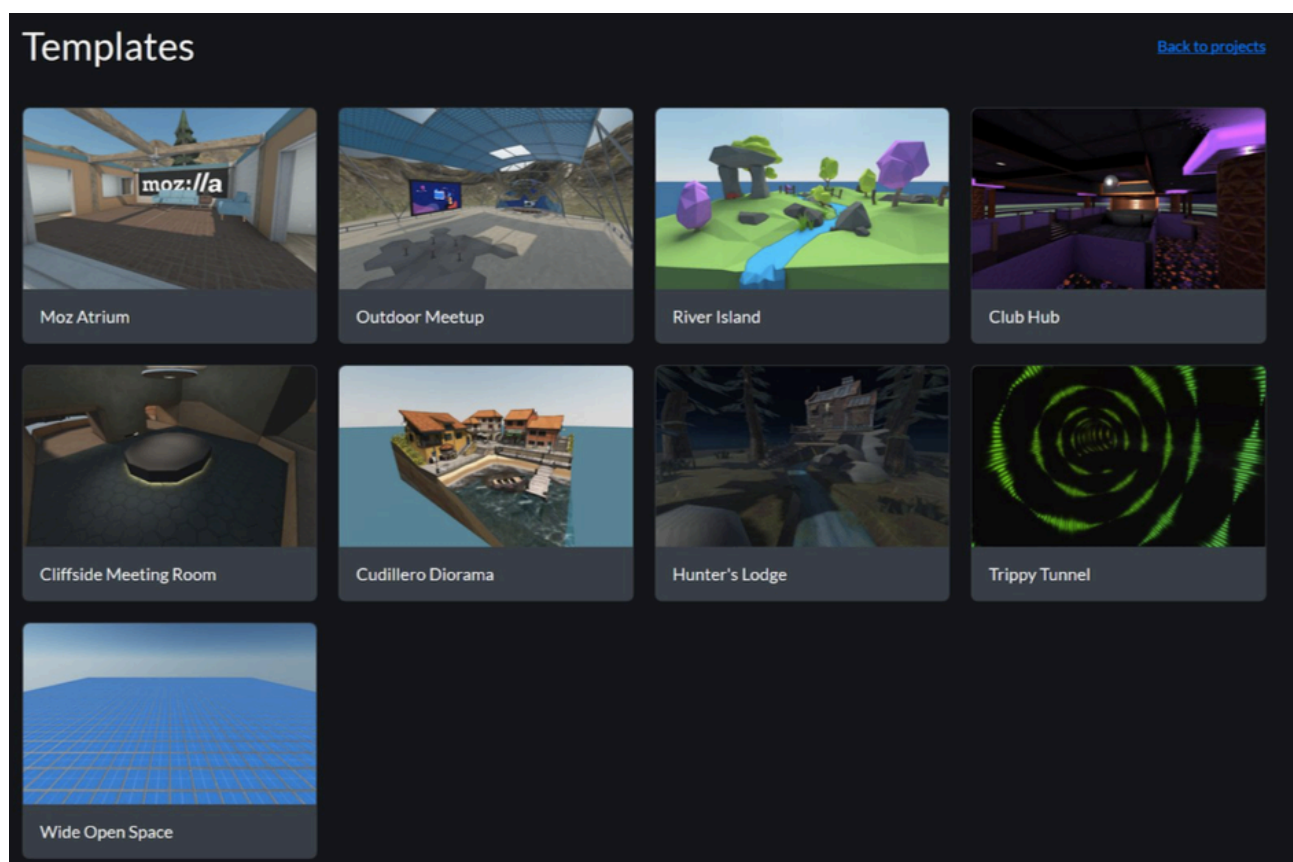 Templates
Back to projects
moz://a
Moz Atrium
Outdoor Meetup
River Island
Club Hub
Cliffside Meeting Room
Cudillero Diorama
Hunter's Lodge
Trippy Tunnel
Wide Open Space